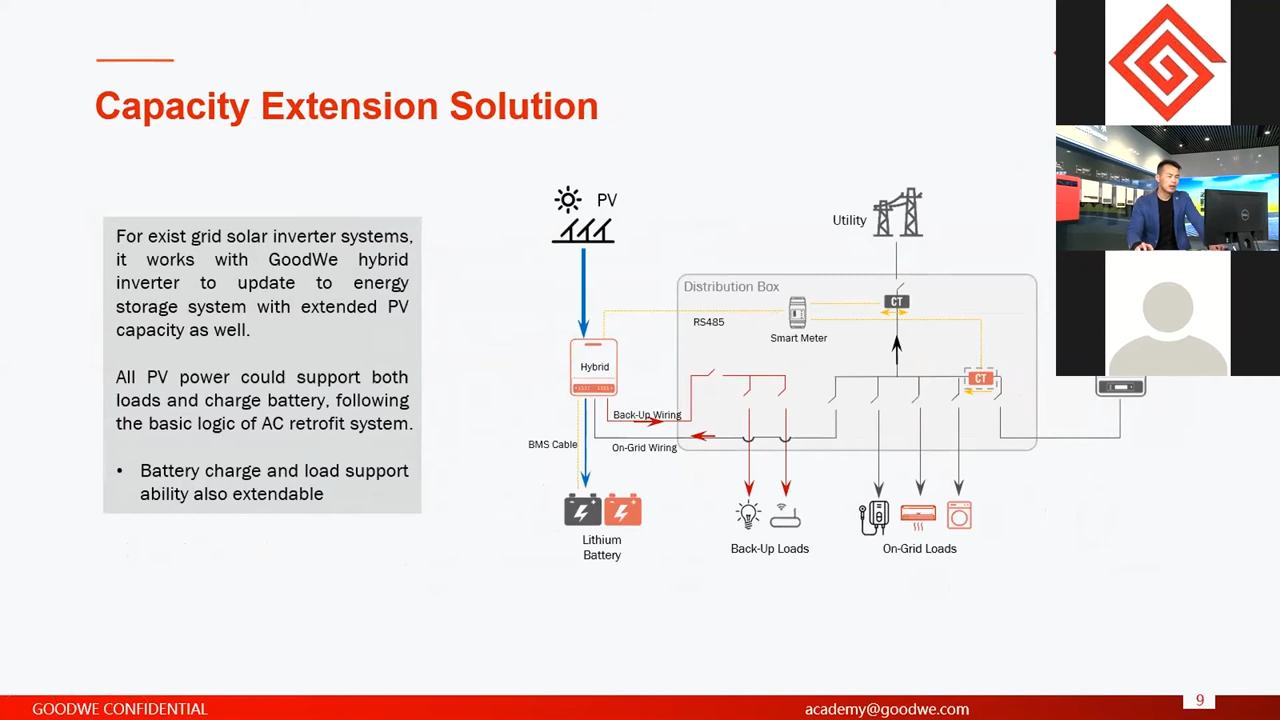 Capacity Extension Solution
For exist grid solar inverter systems,
it works with GoodWe hybrid
inverter to update to energy
storage system with extended PV
capacity as well.
All PV power could support both
loads and charge battery, following
the basic logic of AC retrofit system.
• Battery charge and load support
ability also extendable
PV
Utility
Distribution Box
CT
RS485
Smart Meter
Hybrid
CT
Back-Up Wiring
BMS Cable
On-Grid Wiring
Lithium
Battery
Back-Up Loads
On-Grid Loads
GOODWE CONFIDENTIAL
academy@goodwe.com
9